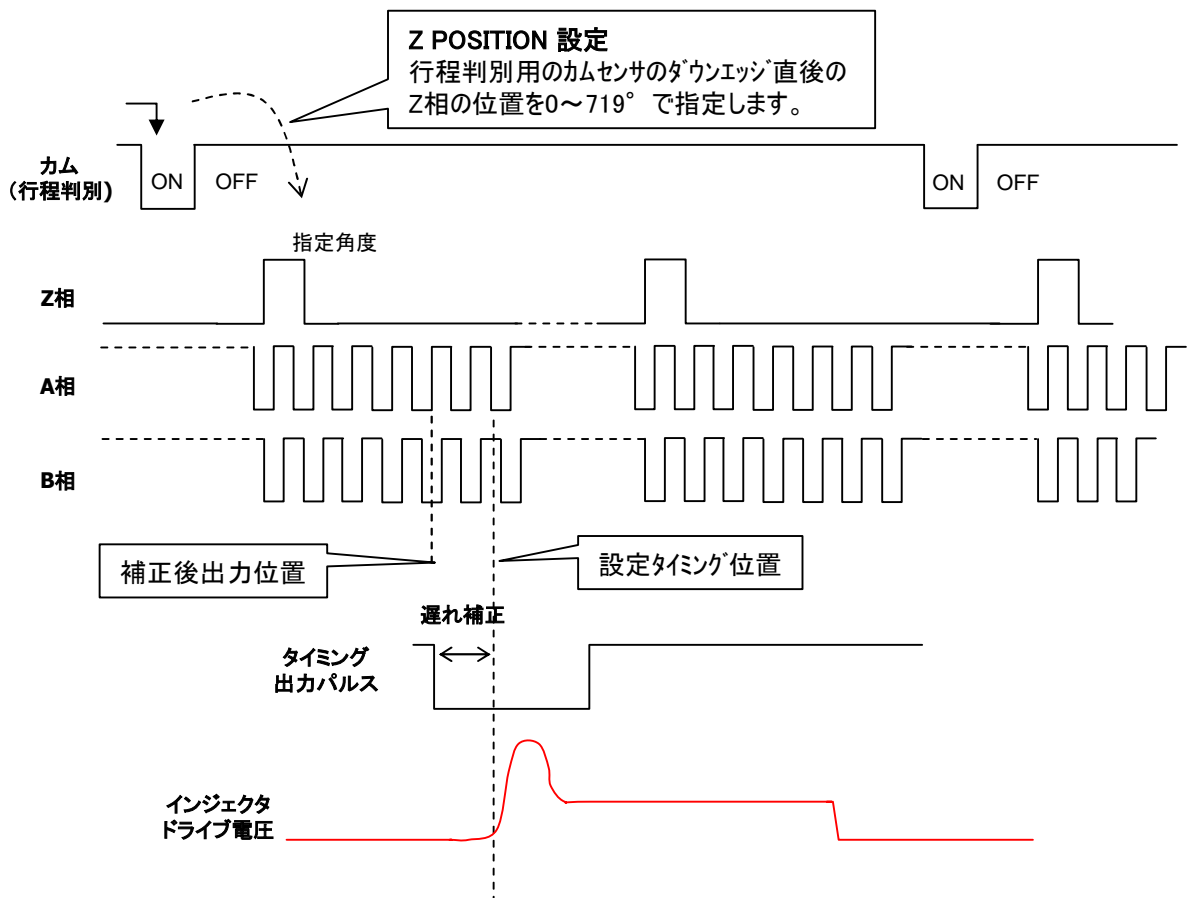 Z POSITION 設定
行程判別用のｶﾑｾﾝｻのﾀﾞｳﾝｴｯｼﾞ直後の
Z相の位置を0～719°で指定します。
カム
（行程判別）
ON
OFF
ON
OFF
指定角度
Z相
A相
B相
補正後出力位置
設定ﾀｲﾐﾝｸﾞ位置
遅れ補正
タイミング
出力パルス
インジェクタ
ドライブ電圧